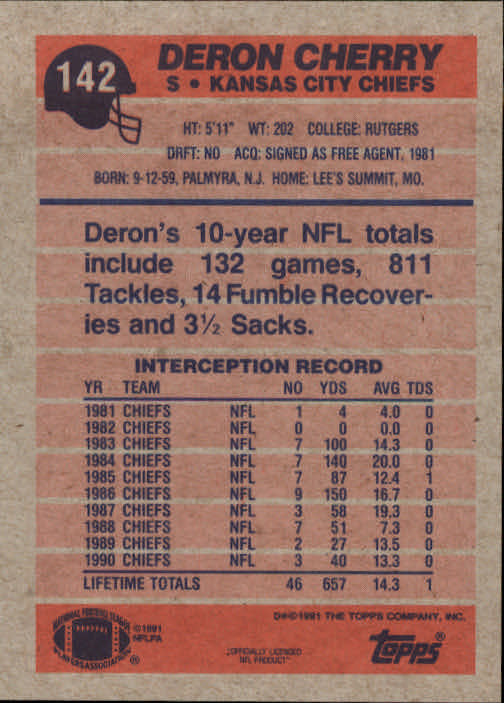 142
DERON CHERRY
S • KANSAS CITY CHIEFS
HT: 5'11" WT: 202 COLLEGE: RUTGERS
DRFT: NO ACQ: SIGNED AS FREE AGENT, 1981
BORN: 9-12-59, PALMYRA, N.J. HOME: LEE'S SUMMIT, MO.
Deron's 10-year NFL totals
include 132 games, 811
Tackles, 14 Fumble Recover-
ies and 3½ Sacks.
INTERCEPTION RECORD
YR TEAM NO YDS AVG TDS
1981 CHIEFS NFL 1 4 4.0 0
1982 CHIEFS NFL 0 0 0.0 0
1983 CHIEFS NFL 7 100 14.3 0
1984 CHIEFS NFL 7 140 20.0 0
1985 CHIEFS NFL 7 87 12.4 1
1986 CHIEFS NFL 9 150 16.7 0
1987 CHIEFS NFL 3 58 19.3 0
1988 CHIEFS NFL 7 51 7.3 0
1989 CHIEFS NFL 2 27 13.5 0
1990 CHIEFS NFL 3 40 13.3 0
LIFETIME TOTALS 46 657 14.3 1
NATIONAL FOOTBALL LEAGUE
PLAYERS ASSOCIATION
®
©1991
NFLPA
OFFICIALLY LICENSED
NFL PRODUCT
D*©1991 THE TOPPS COMPANY, INC.
topps®